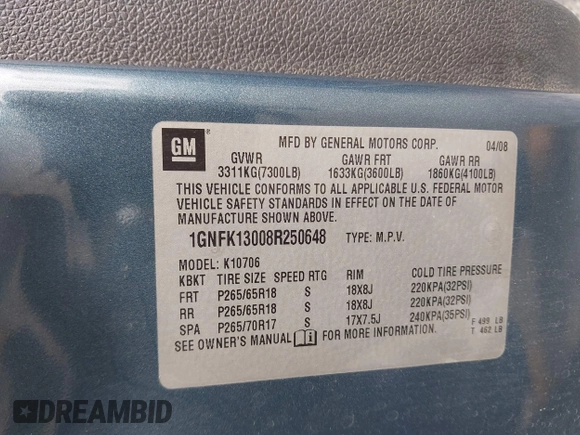 GM
MFD BY GENERAL MOTORS CORP. 04/08
GVWR GAWR FRT GAWR RR
3311KG(7300LB) 1633KG(3600LB) 1860KG(4100LB)
THIS VEHICLE CONFORMS TO ALL APPLICABLE U.S. FEDERAL MOTOR
VEHICLE SAFETY STANDARDS IN EFFECT ON THE DATE OF
MANUFACTURE SHOWN ABOVE.
1GNFK13008R250648 TYPE: M.P.V.
MODEL: K10706
KBKT TIRE SIZE SPEED RTG RIM COLD TIRE PRESSURE
FRT P265/65R18 S 18X8J 220KPA(32PSI)
RR P265/65R18 S 18X8J 220KPA(32PSI)
SPA P265/70R17 S 17X7.5J 240KPA(35PSI)
SEE OWNER'S MANUAL FOR MORE INFORMATION.
F 499 LB
T 462 LB
DREAMBID